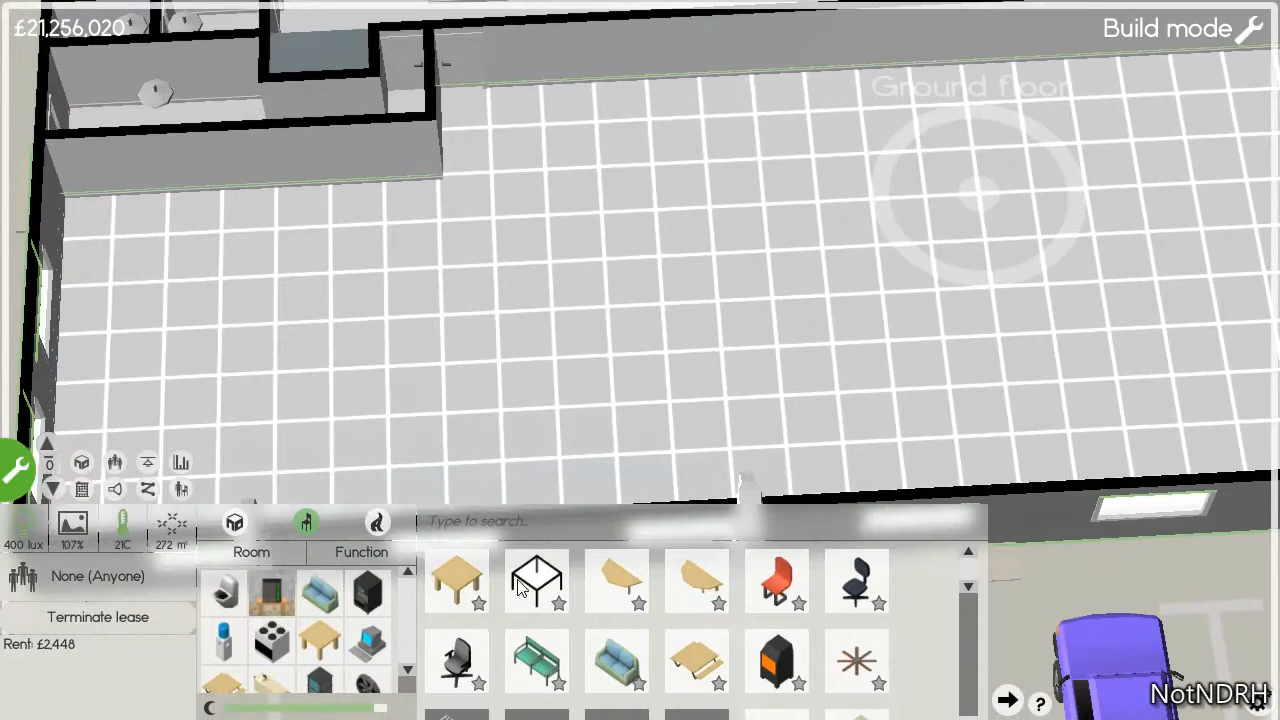 £21,256,020
Build mode
Ground floor
0
400 lux
107%
21C
272 m²
Room
Function
Type to search..
None (Anyone)
Terminate lease
Rent: £2,448
?
NotNDRH